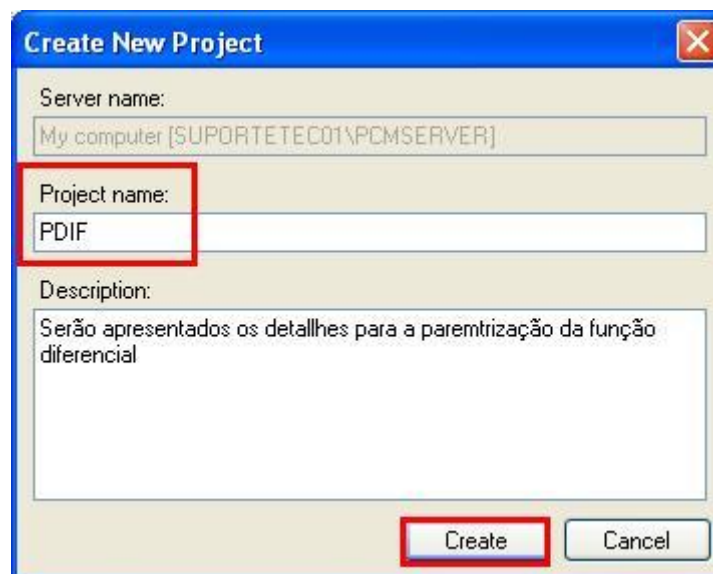 Create New Project
Server name:
My computer [SUPORTETEC01\PCMSERVER]
Project name:
PDIF
Description:
Serão apresentados os detallhes para a paremtrização da função
diferencial
Create
Cancel